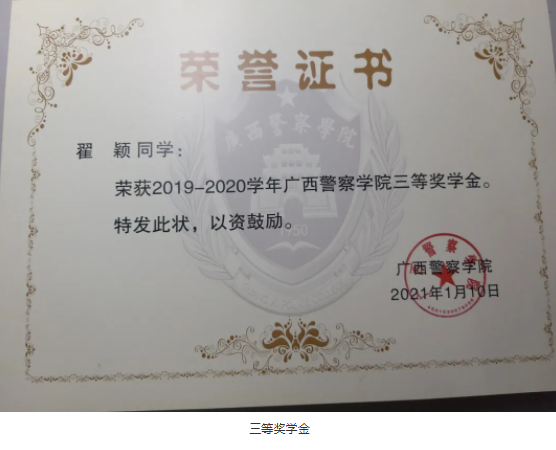 荣誉证书
广西警察學院
翟 颖同学：
荣获2019-2020学年广西警察学院三等奖学金。
特发此状，以资鼓励。
广西警察学院
2021年1月10日
三等奖学金